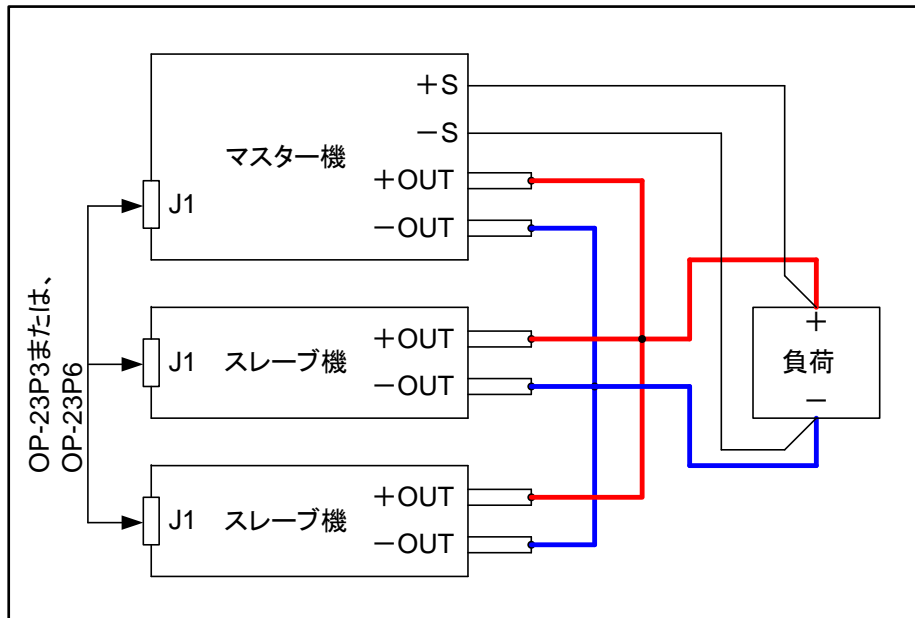 +S
-S
マスター機
+OUT
-OUT
J1
+OUT
-OUT
J1
スレーブ機
+OUT
-OUT
J1
スレーブ機
OP-23P3または、
OP-23P6
+
負荷
-